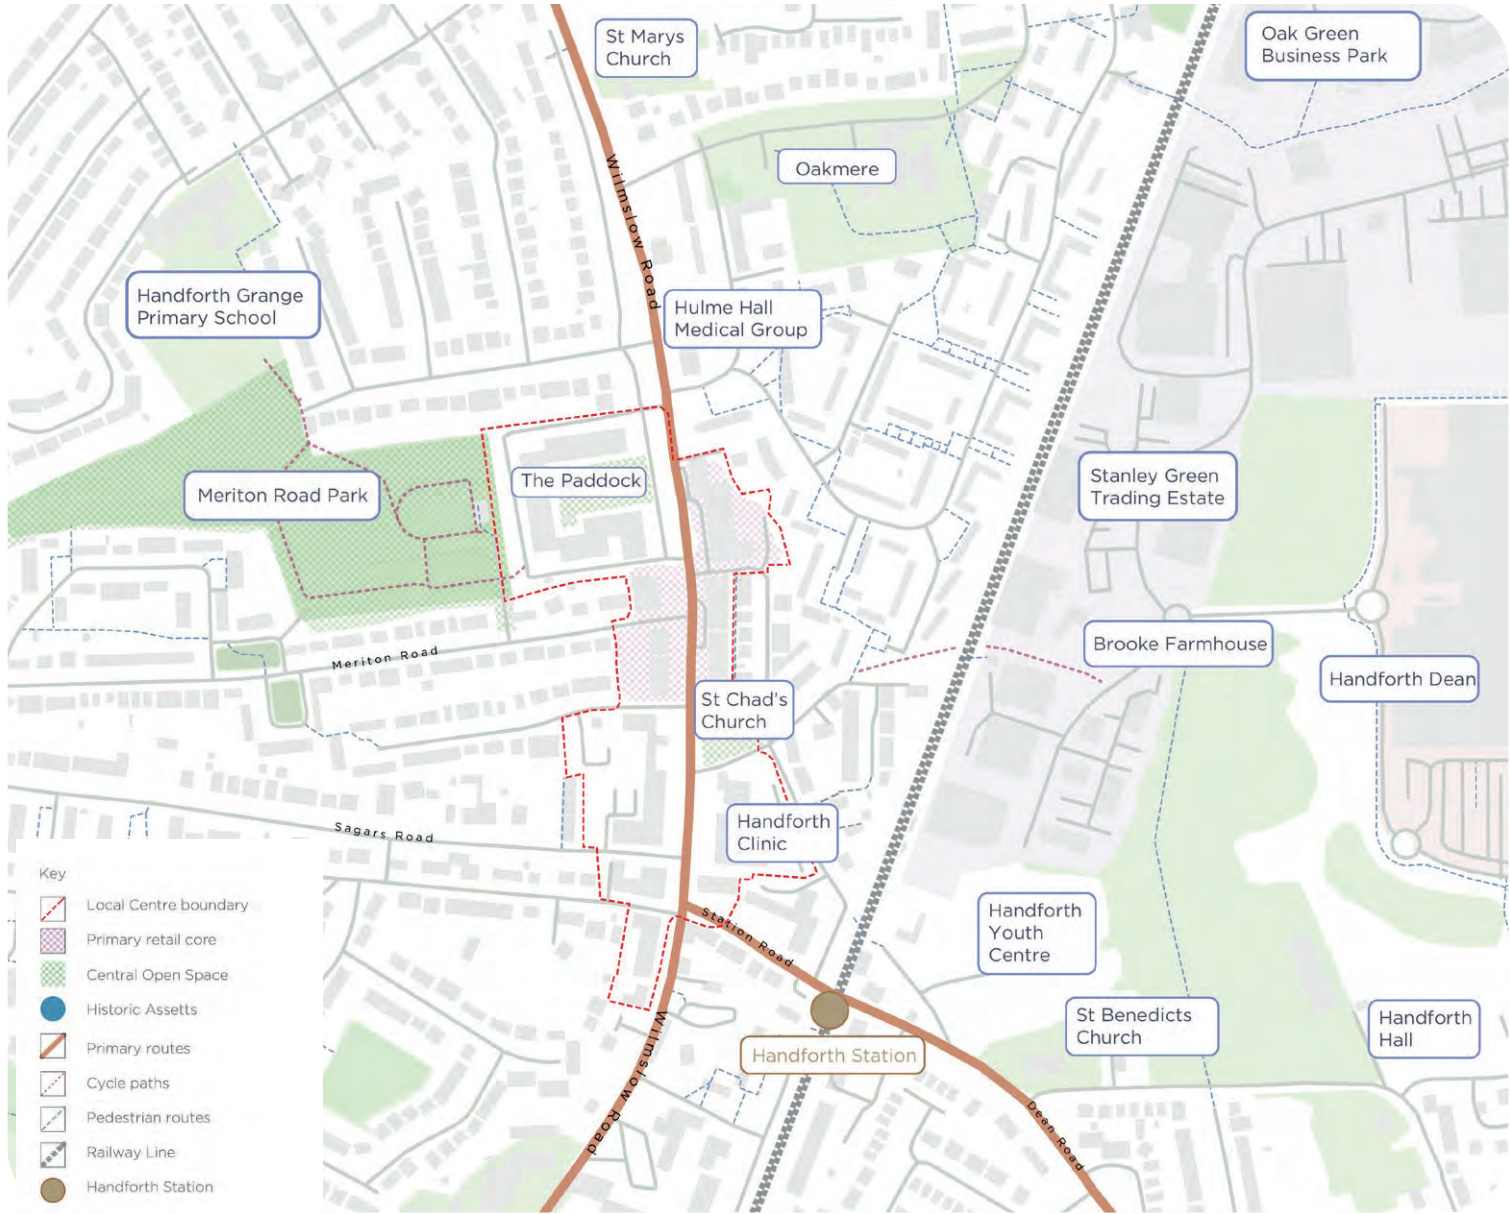 St Marys
Church
Oak Green
Business Park
Wilmslow Road
Oakmere
Handforth Grange
Primary School
Hulme Hall
Medical Group
The Paddock
Meriton Road Park
Stanley Green
Trading Estate
Brooke Farmhouse
Handforth Dean
Meriton Road
St Chad's
Church
Handforth
Clinic
Sagars Road
Key
Local Centre boundary
Primary retail core
Central Open Space
Historic Assetts
Primary routes
Cycle paths
Pedestrian routes
Railway Line
Handforth Station
Station Road
Handforth
Youth
Centre
St Benedicts
Church
Handforth
Hall
Handforth Station
Wilmslow Road
Dean Road